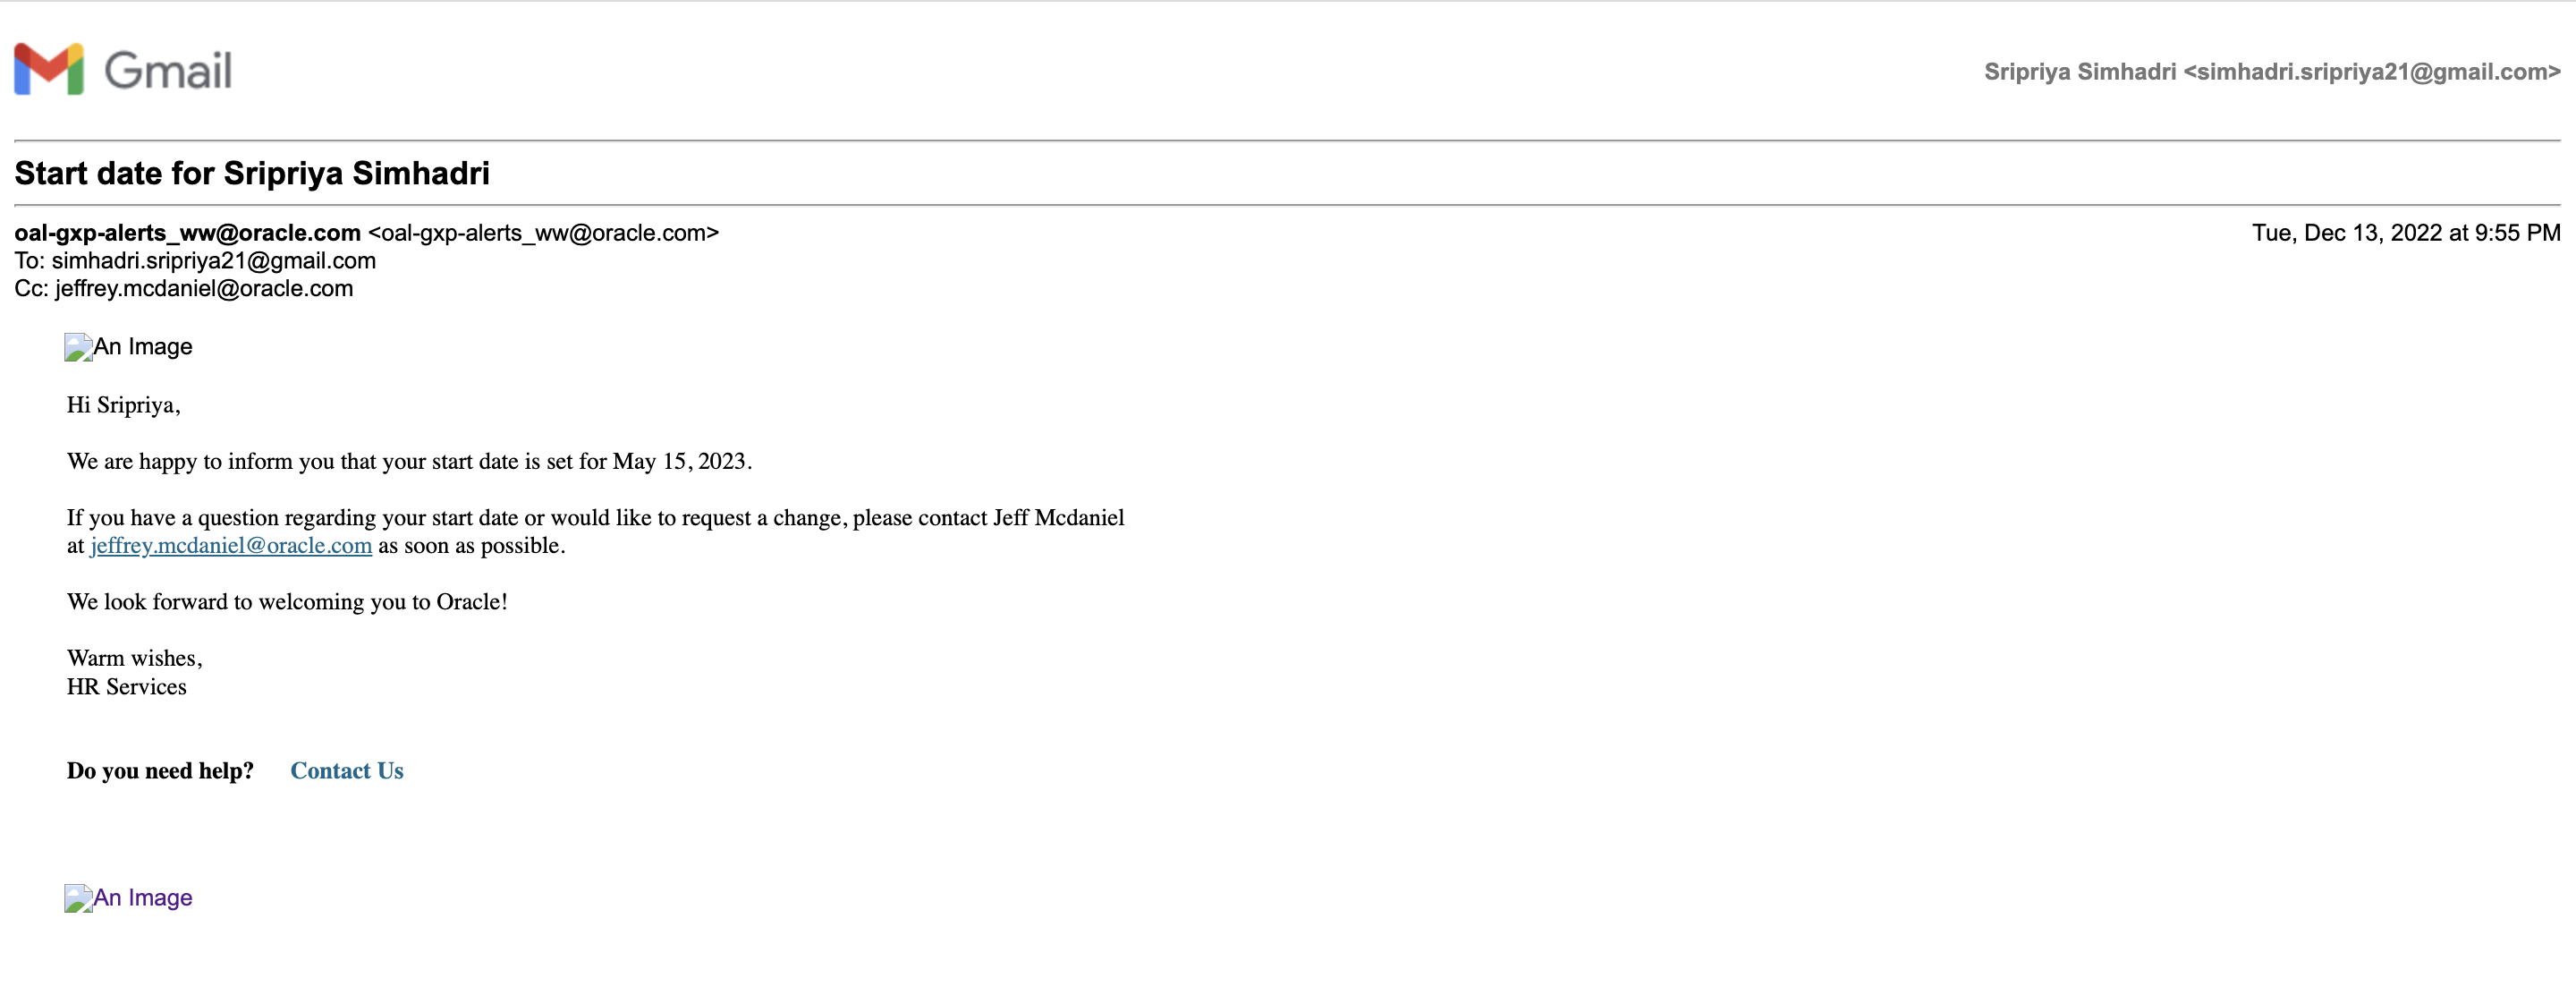 Gmail
Sripriya Simhadri <simhadri.sripriya21@gmail.com>
Start date for Sripriya Simhadri
oal-gxp-alerts_ww@oracle.com <oal-gxp-alerts_ww@oracle.com>
Tue, Dec 13, 2022 at 9:55 PM
To: simhadri.sripriya21@gmail.com
Cc: jeffrey.mcdaniel@oracle.com
An Image
Hi Sripriya,
We are happy to inform you that your start date is set for May 15, 2023.
If you have a question regarding your start date or would like to request a change, please contact Jeff Mcdaniel
at jeffrey.mcdaniel@oracle.com as soon as possible.
We look forward to welcoming you to Oracle!
Warm wishes,
HR Services
Do you need help? Contact Us
An Image